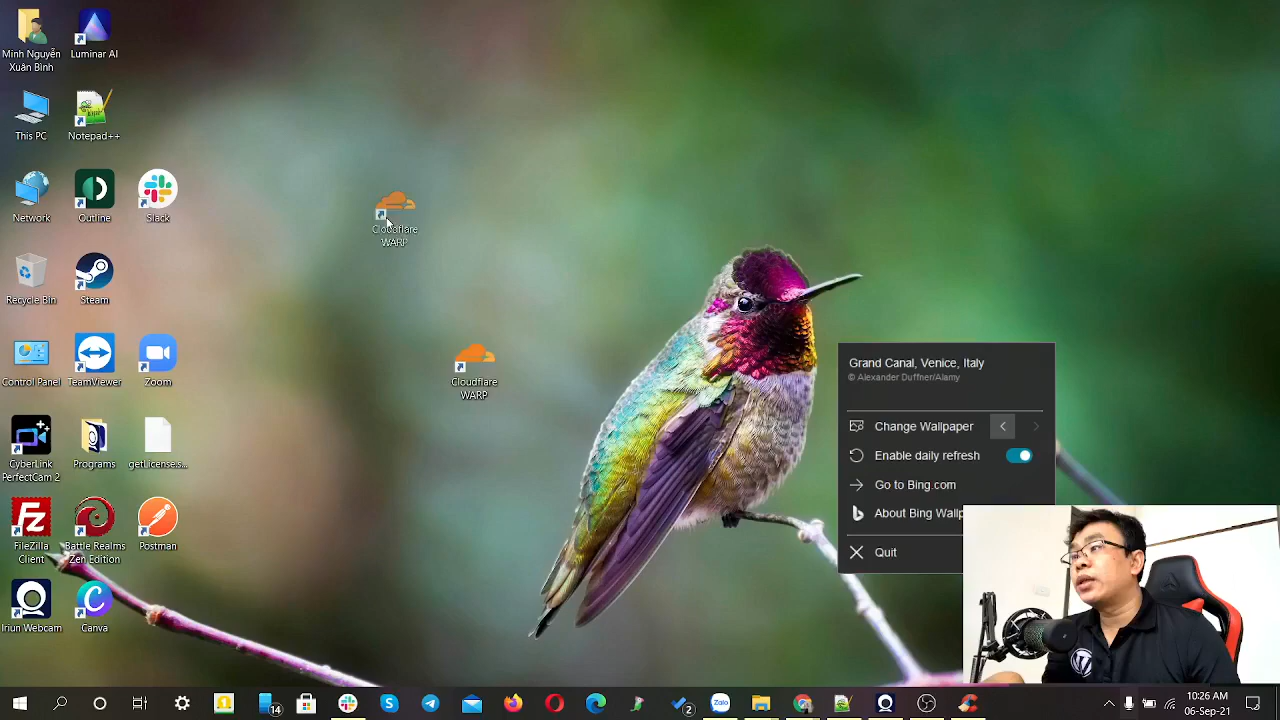 Minh Nguyễn
Xuân Bình
Luminar AI
This PC
Notepad++
Network
Outline
Slack
Recycle Bin
Steam
Control Panel
TeamViewer
Zoom
CyberLink
PerfectCam 2
Programs
getLicense.s...
FileZilla
Client
Battle Realms
Zen Edition
Postman
Iriun Webcam
Canva
Cloudflare
WARP
Cloudflare
WARP
Grand Canal, Venice, Italy
© Alexander Duffner/Alamy
Change Wallpaper
Enable daily refresh
Go to Bing.com
About Bing Wallp
Quit
14
2
Zalo
10:26 AM
06-Sep-21